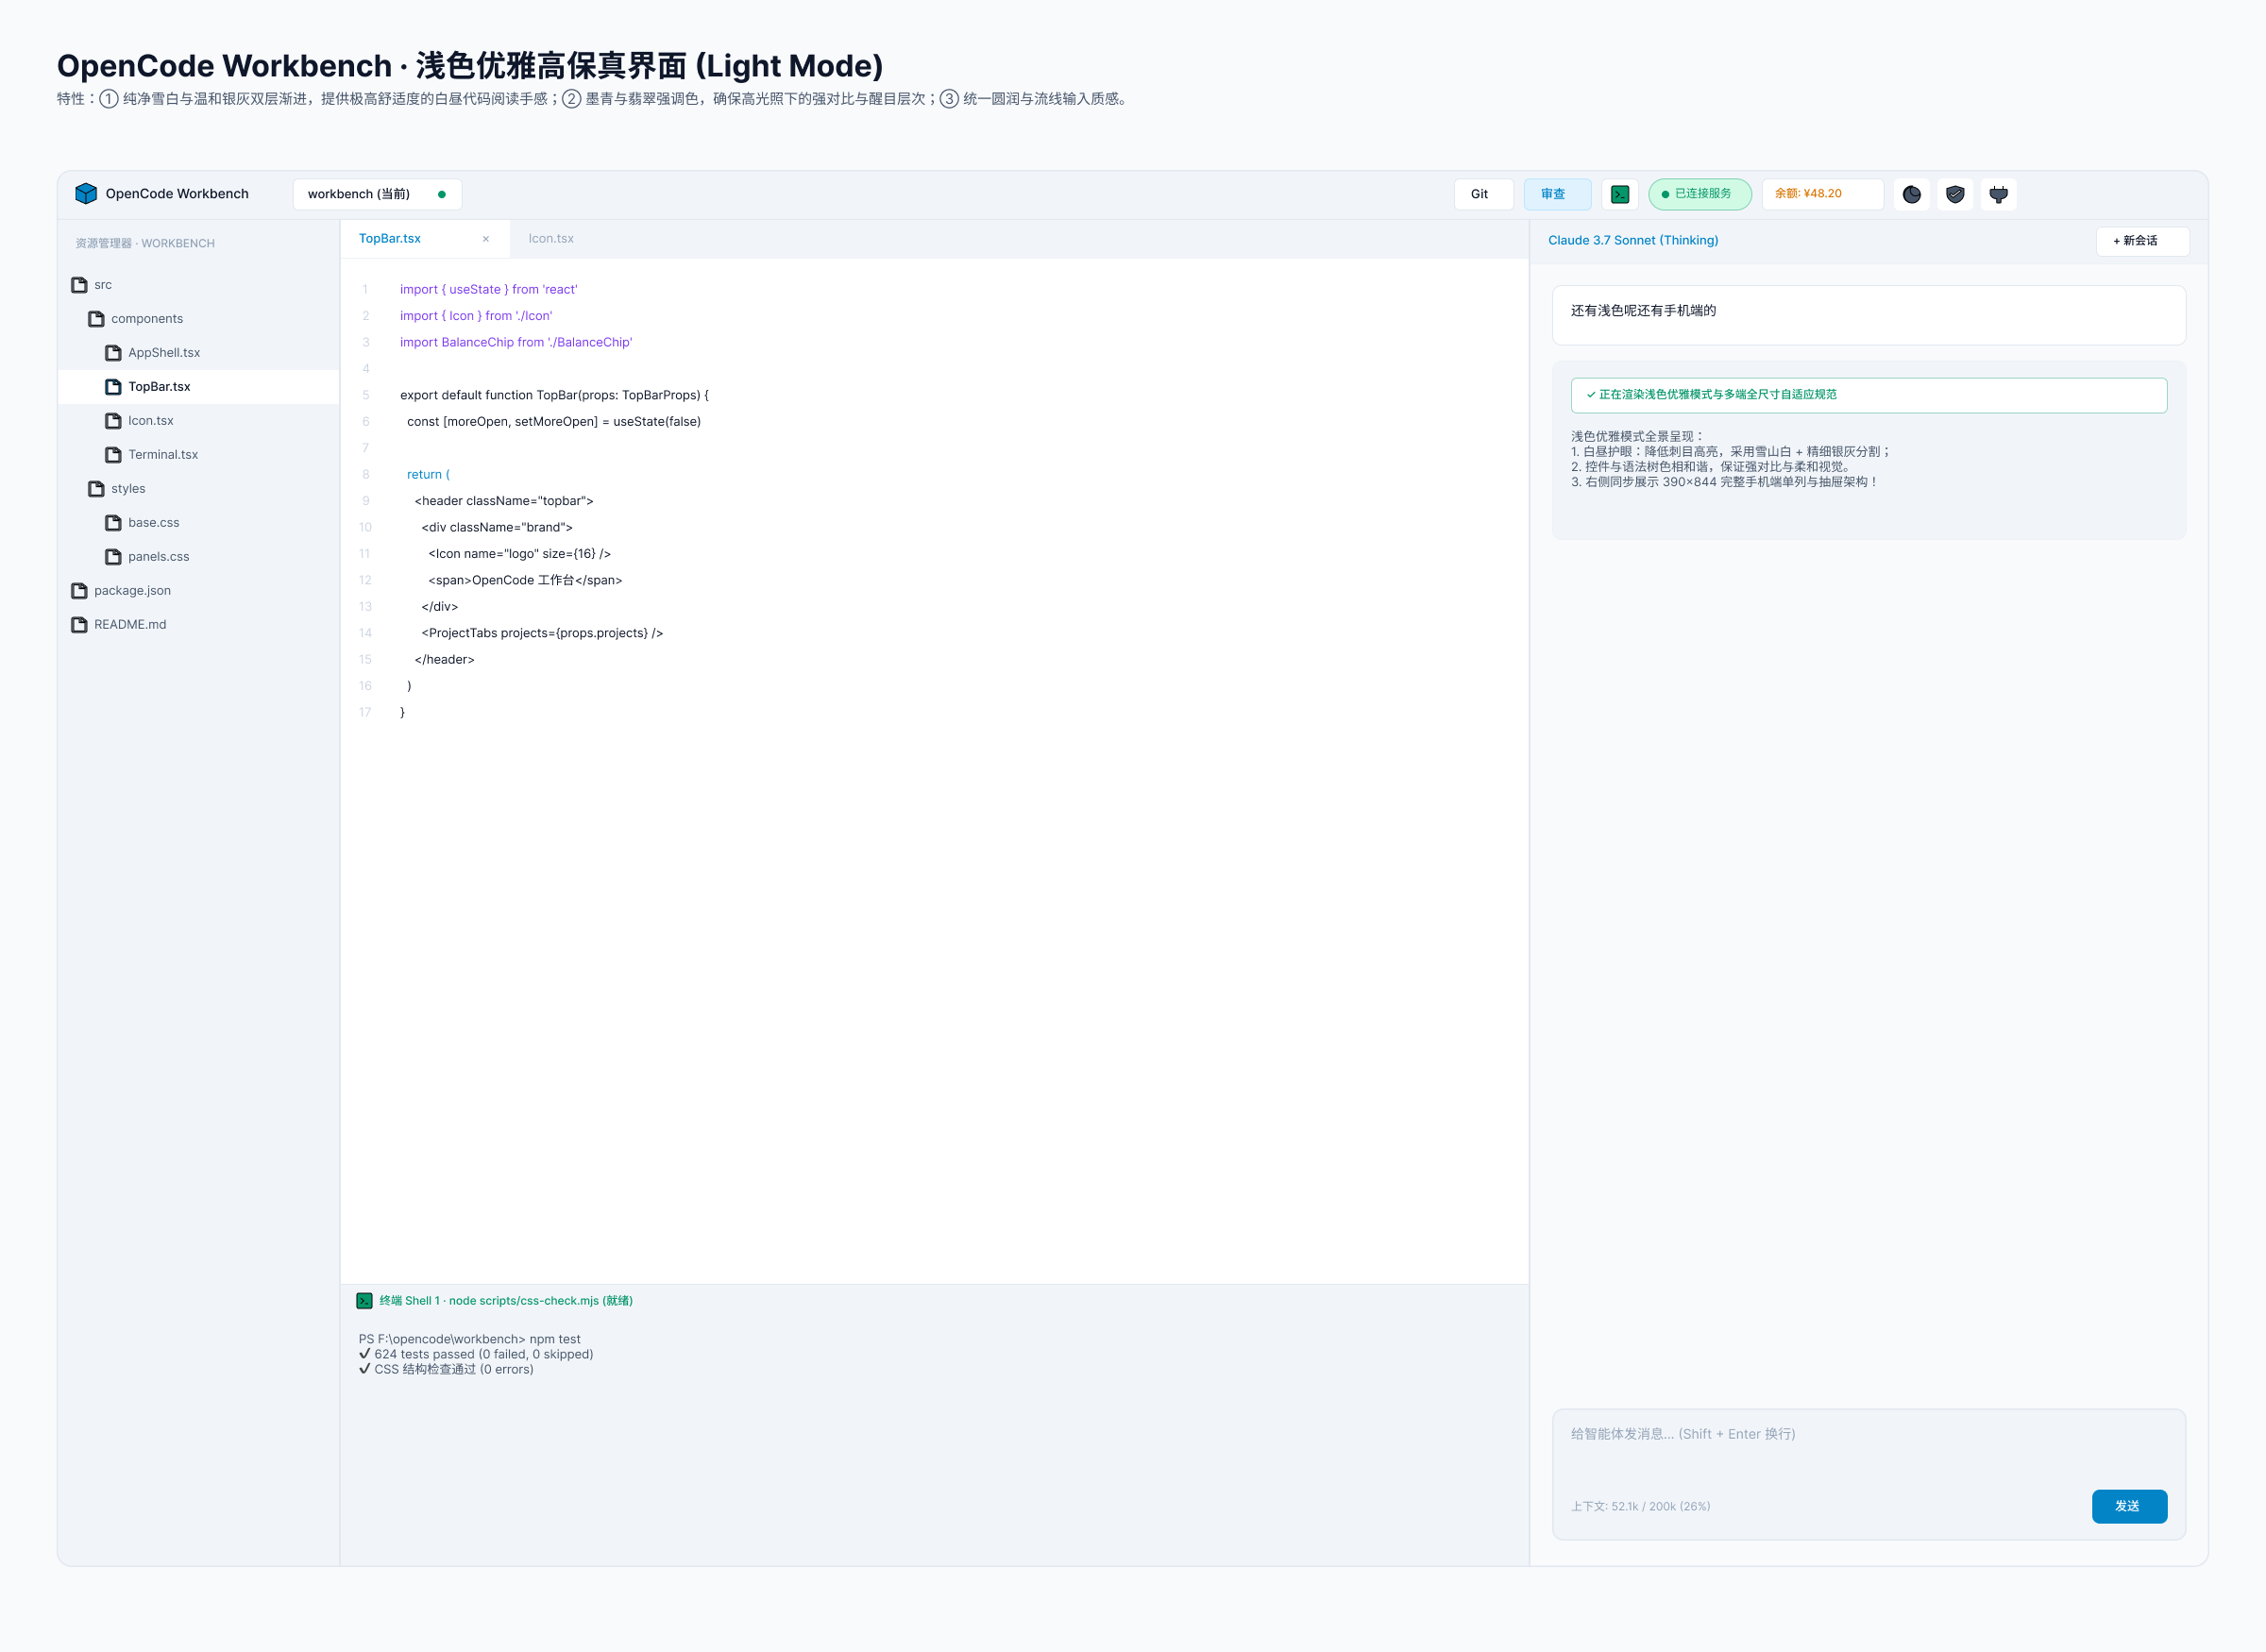 OpenCode Workbench · 浅色优雅高保真界面 (Light Mode)
特性：① 纯净雪白与温和银灰双层渐进，提供极高舒适度的白昼代码阅读手感；② 墨青与翡翠强调色，确保高光照下的强对比与醒目层次；③ 统一圆润与流线输入质感。
OpenCode Workbench
workbench (当前)
Git
审查
已连接服务
余额: ¥48.20
资源管理器 · WORKBENCH
src
components
AppShell.tsx
TopBar.tsx
Icon.tsx
Terminal.tsx
styles
base.css
panels.css
package.json
README.md
TopBar.tsx ×
Icon.tsx
1 import { useState } from 'react'
2 import { Icon } from './Icon'
3 import BalanceChip from './BalanceChip'
4
5 export default function TopBar(props: TopBarProps) {
6 const [moreOpen, setMoreOpen] = useState(false)
7
8 return (
9 <header className="topbar">
10 <div className="brand">
11 <Icon name="logo" size={16} />
12 <span>OpenCode 工作台</span>
13 </div>
14 <ProjectTabs projects={props.projects} />
15 </header>
16 )
17 }
终端 Shell 1 · node scripts/css-check.mjs (就绪)
PS F:\opencode\workbench> npm test
✓ 624 tests passed (0 failed, 0 skipped)
✓ CSS 结构检查通过 (0 errors)
Claude 3.7 Sonnet (Thinking)
+ 新会话
还有浅色呢还有手机端的
✓ 正在渲染浅色优雅模式与多端全尺寸自适应规范
浅色优雅模式全景呈现：
1. 白昼护眼：降低刺目高亮，采用雪山白 + 精细银灰分割；
2. 控件与语法树色相和谐，保证强对比与柔和视觉。
3. 右侧同步展示 390×844 完整手机端单列与抽屉架构！
给智能体发消息... (Shift + Enter 换行)
上下文: 52.1k / 200k (26%)
发送